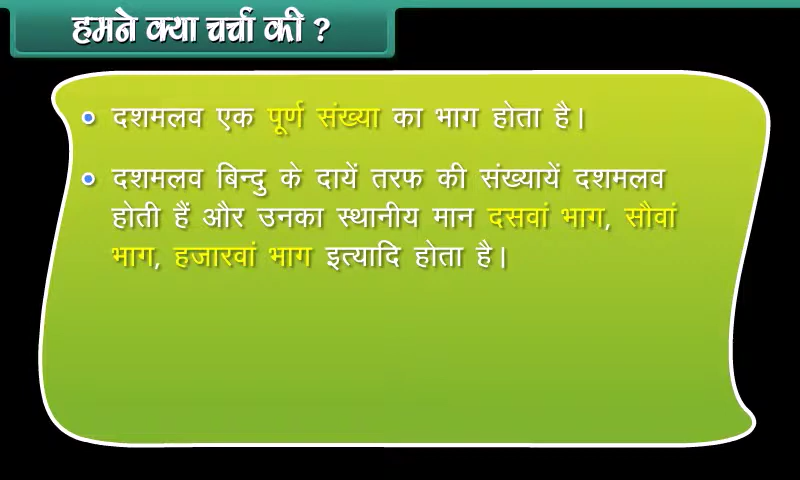 हमने क्या चर्चा की ?
दशमलव एक पूर्ण संख्या का भाग होता है।
दशमलव बिन्दु के दायें तरफ की संख्यायें दशमलव
होती हैं और उनका स्थानीय मान दसवां भाग, सौवां
भाग, हजारवां भाग इत्यादि होता है।